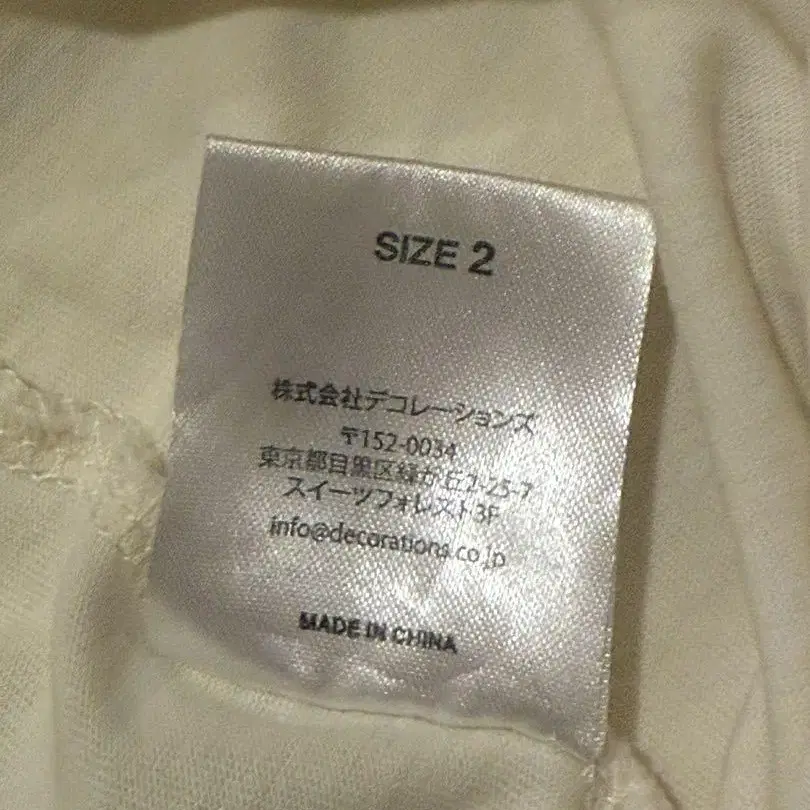 SIZE 2
株式会社デコレーションズ
〒152-0034
東京都目黒区緑が丘2-25-7
スイーツフォレスト3F
info@decorations.co.jp
MADE IN CHINA